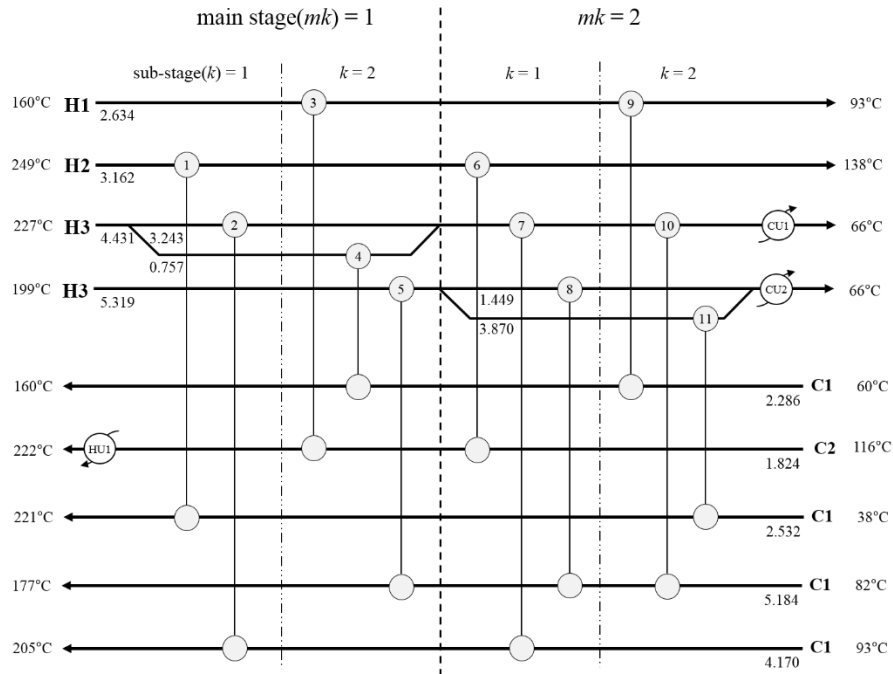 main stage(mk) = 1 mk = 2
sub-stage(k) = 1 k = 2 k = 1 k = 2
160°C H1 3 9 93°C
2.634
249°C H2 1 6 138°C
3.162
227°C H3 2 7 10 CU1 66°C
4.431 3.243
4
0.757
199°C H3 5 8 CU2 66°C
5.319 1.449
3.870 11
160°C C1 60°C
2.286
HU1 222°C C2 116°C
1.824
221°C C1 38°C
2.532
177°C C1 82°C
5.184
205°C C1 93°C
4.170